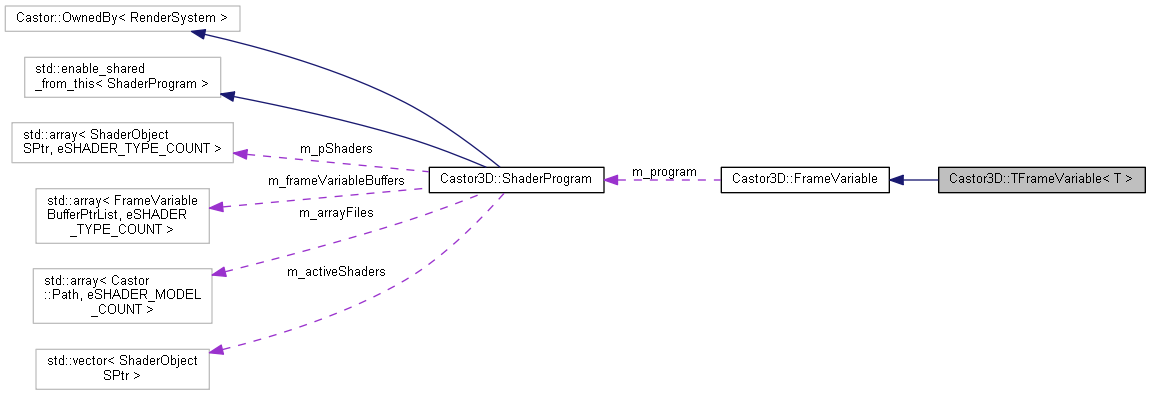 Castor::OwnedBy< RenderSystem >
std::enable_shared
_from_this< ShaderProgram >
std::array< ShaderObject
SPtr, eSHADER_TYPE_COUNT >
std::array< FrameVariable
BufferPtrList, eSHADER
_TYPE_COUNT >
std::array< Castor
::Path, eSHADER_MODEL
_COUNT >
std::vector< ShaderObject
SPtr >
m_pShaders
m_frameVariableBuffers
m_arrayFiles
m_activeShaders
Castor3D::ShaderProgram
m_program
Castor3D::FrameVariable
Castor3D::TFrameVariable< T >